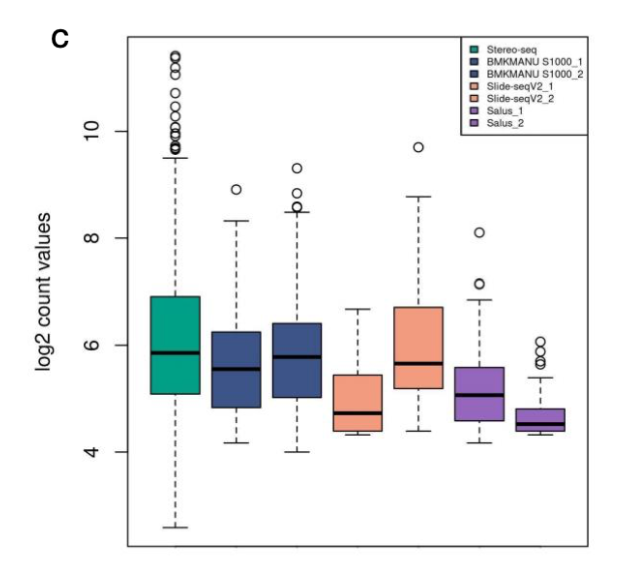 C
Stereo-seq
BMKMANU S1000_1
BMKMANU S1000_2
Slide-seqV2_1
Slide-seqV2_2
Salus_1
Salus_2
log2 count values
10
8
6
4